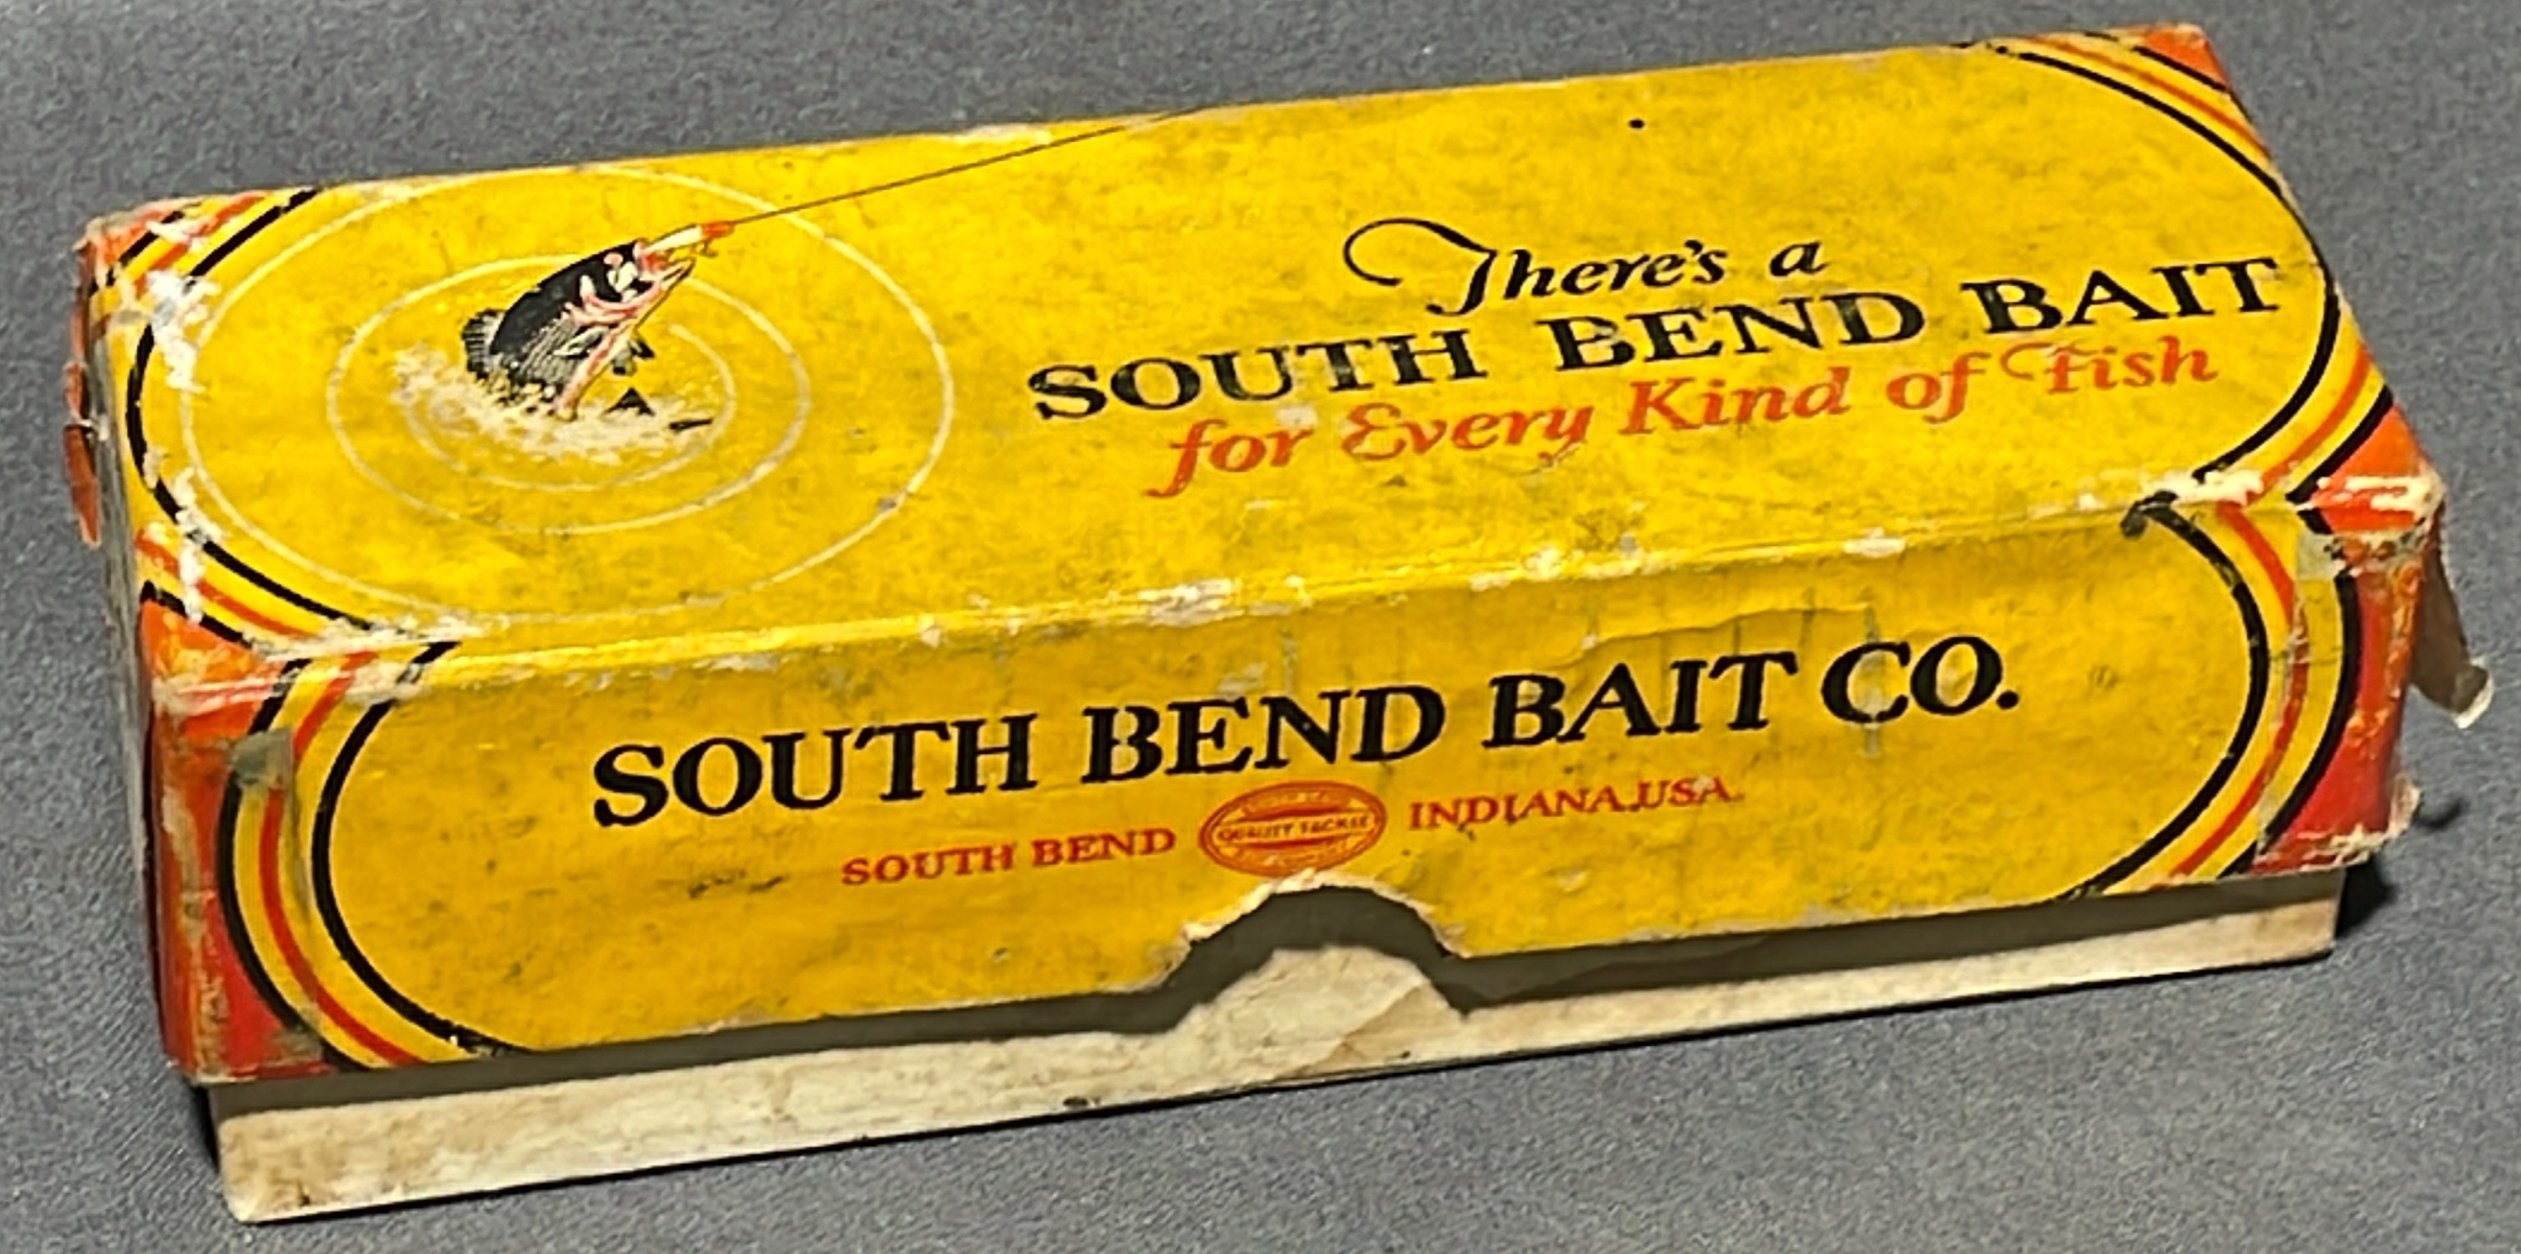 There's a
SOUTH BEND BAIT
for Every Kind of Fish
SOUTH BEND BAIT CO.
SOUTH BEND QUALITY TACKLE INDIANA, USA.